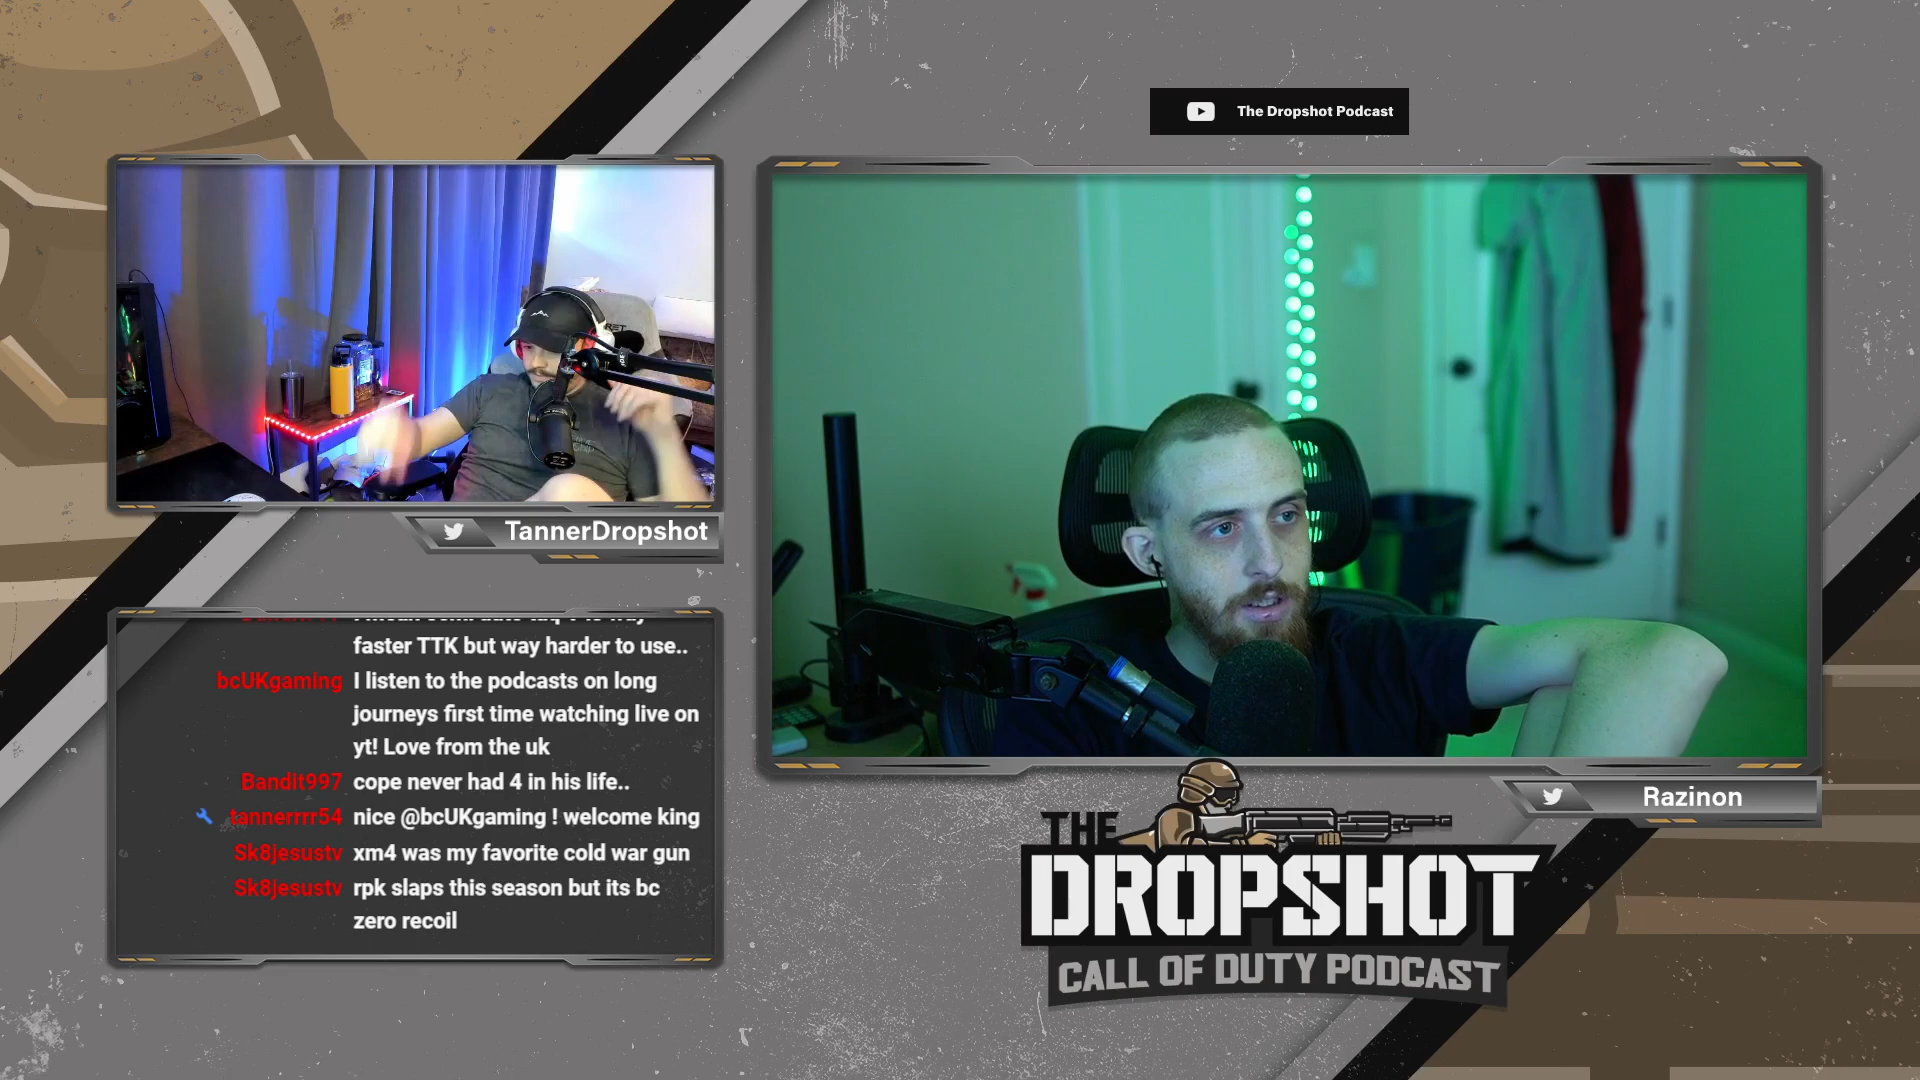 The Dropshot Podcast
TannerDropshot
faster TTK but way harder to use..
bcUKgaming I listen to the podcasts on long
journeys first time watching live on
yt! Love from the uk
Bandit997 cope never had 4 in his life..
tannerrrr54 nice @bcUKgaming ! welcome king
Sk8jesustv xm4 was my favorite cold war gun
Sk8jesustv rpk slaps this season but its bc
zero recoil
Razinon
THE
DROPSHOT
CALL OF DUTY PODCAST